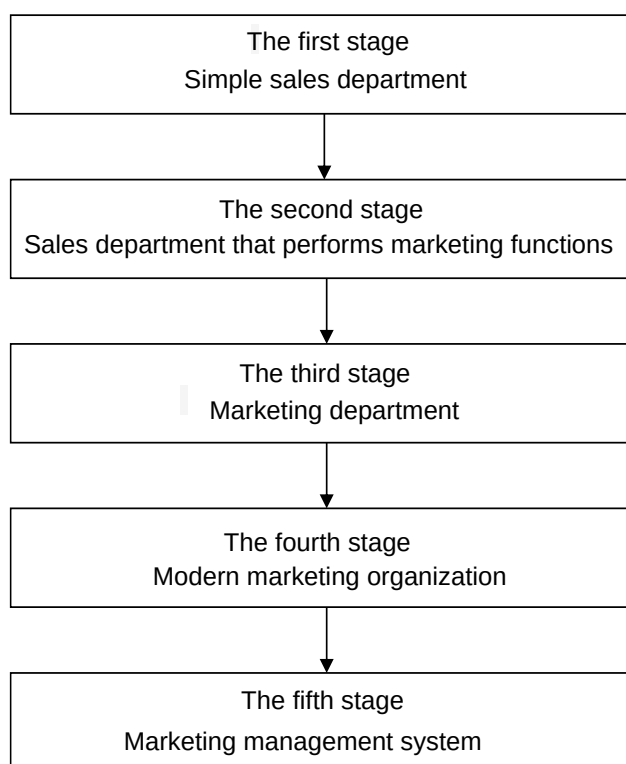 The first stage
Simple sales department
The second stage
Sales department that performs marketing functions
The third stage
Marketing department
The fourth stage
Modern marketing organization
The fifth stage
Marketing management system